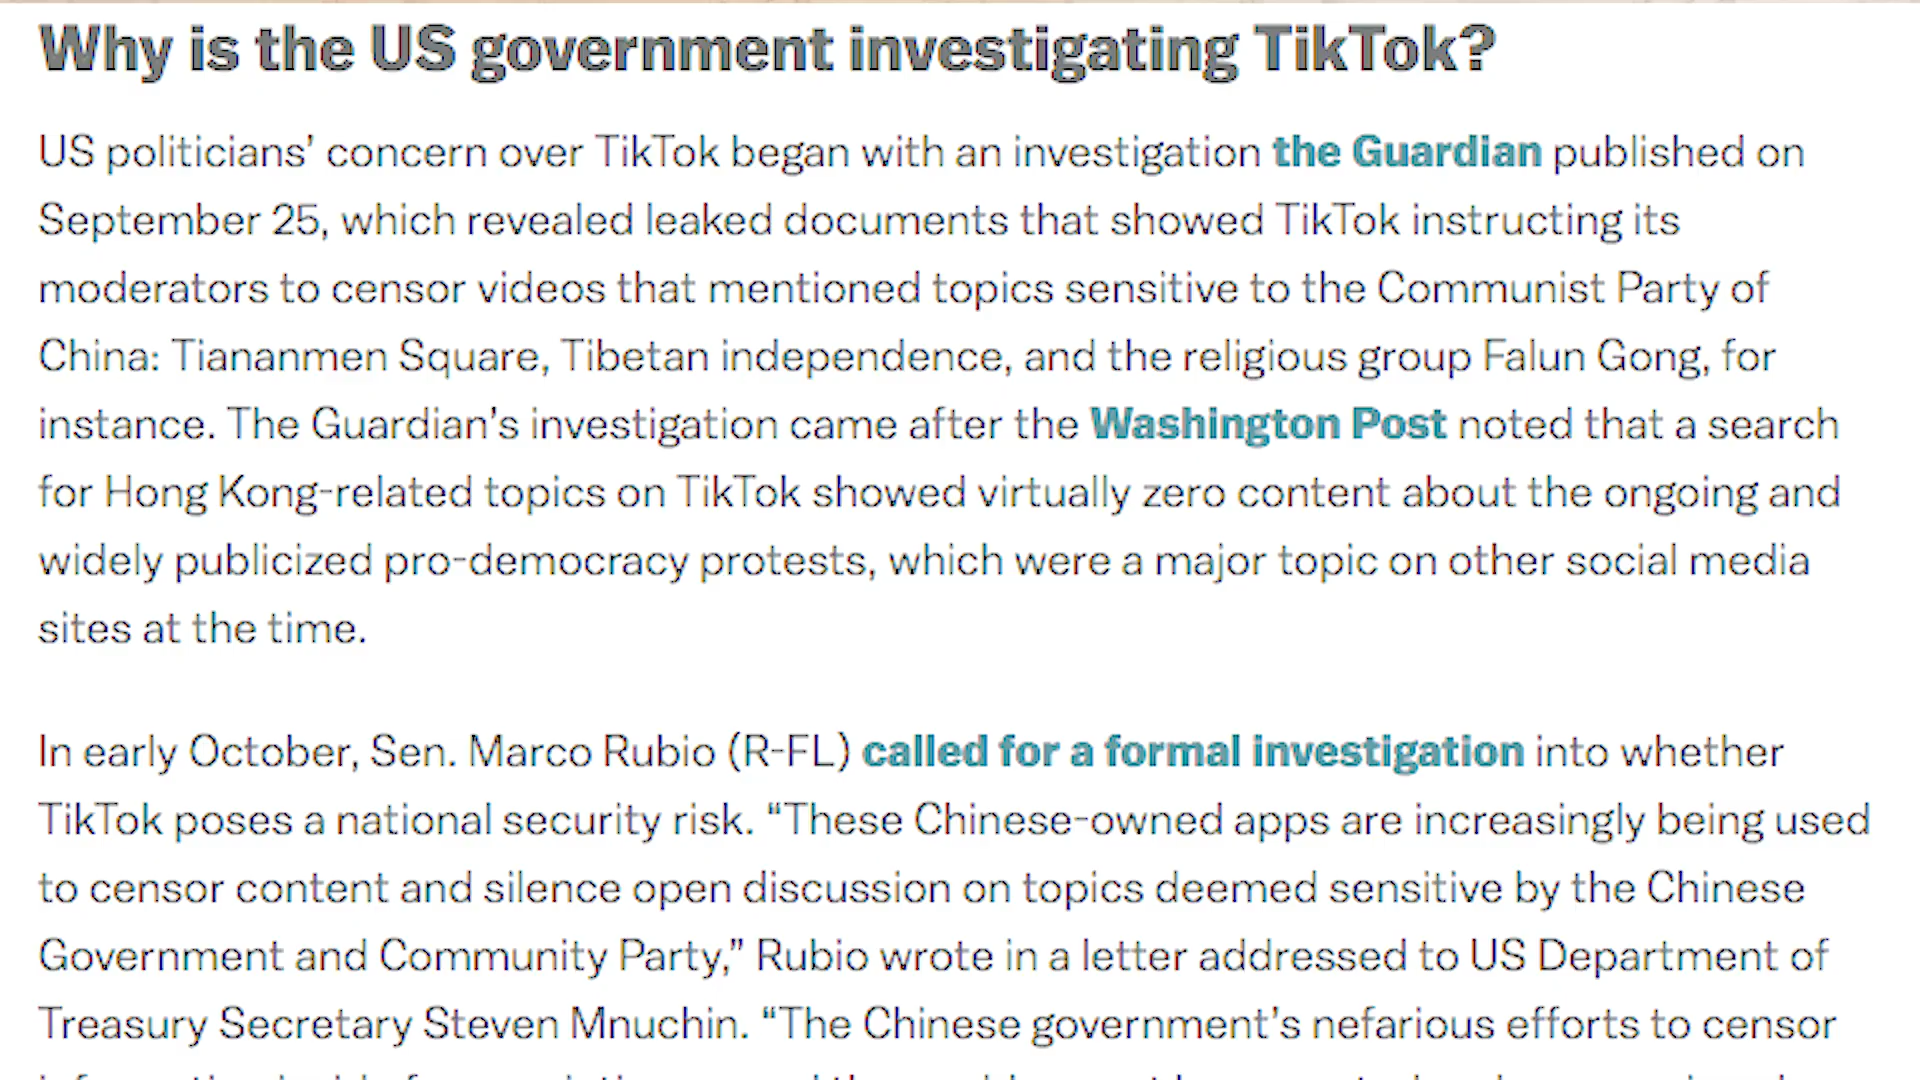 Why is the US government investigating TikTok?
US politicians’ concern over TikTok began with an investigation the Guardian published on
September 25, which revealed leaked documents that showed TikTok instructing its
moderators to censor videos that mentioned topics sensitive to the Communist Party of
China: Tiananmen Square, Tibetan independence, and the religious group Falun Gong, for
instance. The Guardian’s investigation came after the Washington Post noted that a search
for Hong Kong-related topics on TikTok showed virtually zero content about the ongoing and
widely publicized pro-democracy protests, which were a major topic on other social media
sites at the time.
In early October, Sen. Marco Rubio (R-FL) called for a formal investigation into whether
TikTok poses a national security risk. “These Chinese-owned apps are increasingly being used
to censor content and silence open discussion on topics deemed sensitive by the Chinese
Government and Community Party,” Rubio wrote in a letter addressed to US Department of
Treasury Secretary Steven Mnuchin. “The Chinese government’s nefarious efforts to censor